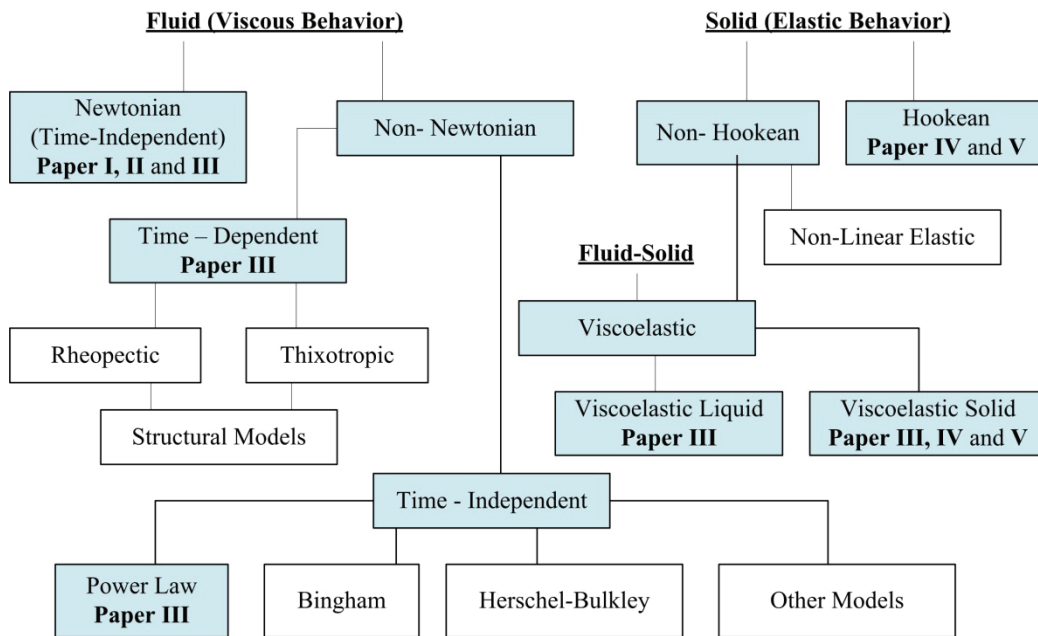 Fluid (Viscous Behavior)
Solid (Elastic Behavior)
Newtonian
(Time-Independent)
Paper I, II and III
Non- Newtonian
Non- Hookean
Hookean
Paper IV and V
Time – Dependent
Paper III
Non-Linear Elastic
Fluid-Solid
Viscoelastic
Rheopectic
Thixotropic
Structural Models
Viscoelastic Liquid
Paper III
Viscoelastic Solid
Paper III, IV and V
Time - Independent
Power Law
Paper III
Bingham
Herschel-Bulkley
Other Models